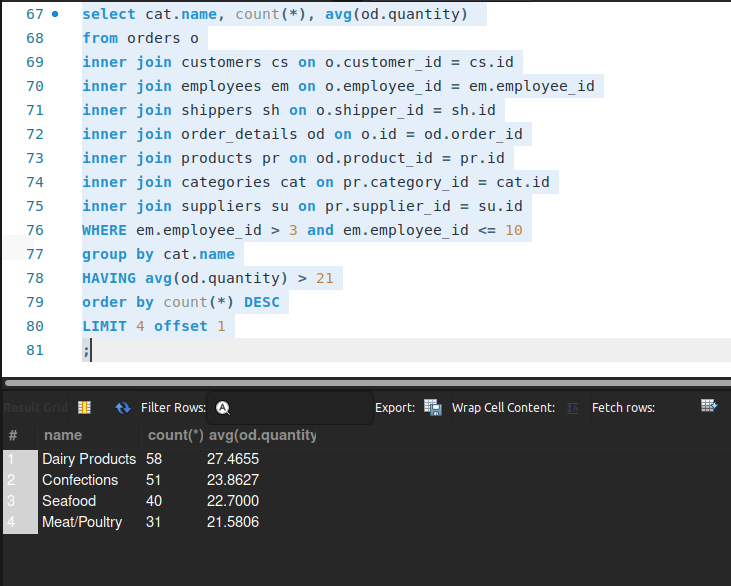 67 select cat.name, count(*), avg(od.quantity)
68 from orders o
69 inner join customers cs on o.customer_id = cs.id
70 inner join employees em on o.employee_id = em.employee_id
71 inner join shippers sh on o.shipper_id = sh.id
72 inner join order_details od on o.id = od.order_id
73 inner join products pr on od.product_id = pr.id
74 inner join categories cat on pr.category_id = cat.id
75 inner join suppliers su on pr.supplier_id = su.id
76 WHERE em.employee_id > 3 and em.employee_id <= 10
77 group by cat.name
78 HAVING avg(od.quantity) > 21
79 order by count(*) DESC
80 LIMIT 4 offset 1
81 ;
Result Grid Filter Rows: Export: Wrap Cell Content: Fetch rows:
# name count(*) avg(od.quantity
1 Dairy Products 58 27.4655
2 Confections 51 23.8627
3 Seafood 40 22.7000
4 Meat/Poultry 31 21.5806